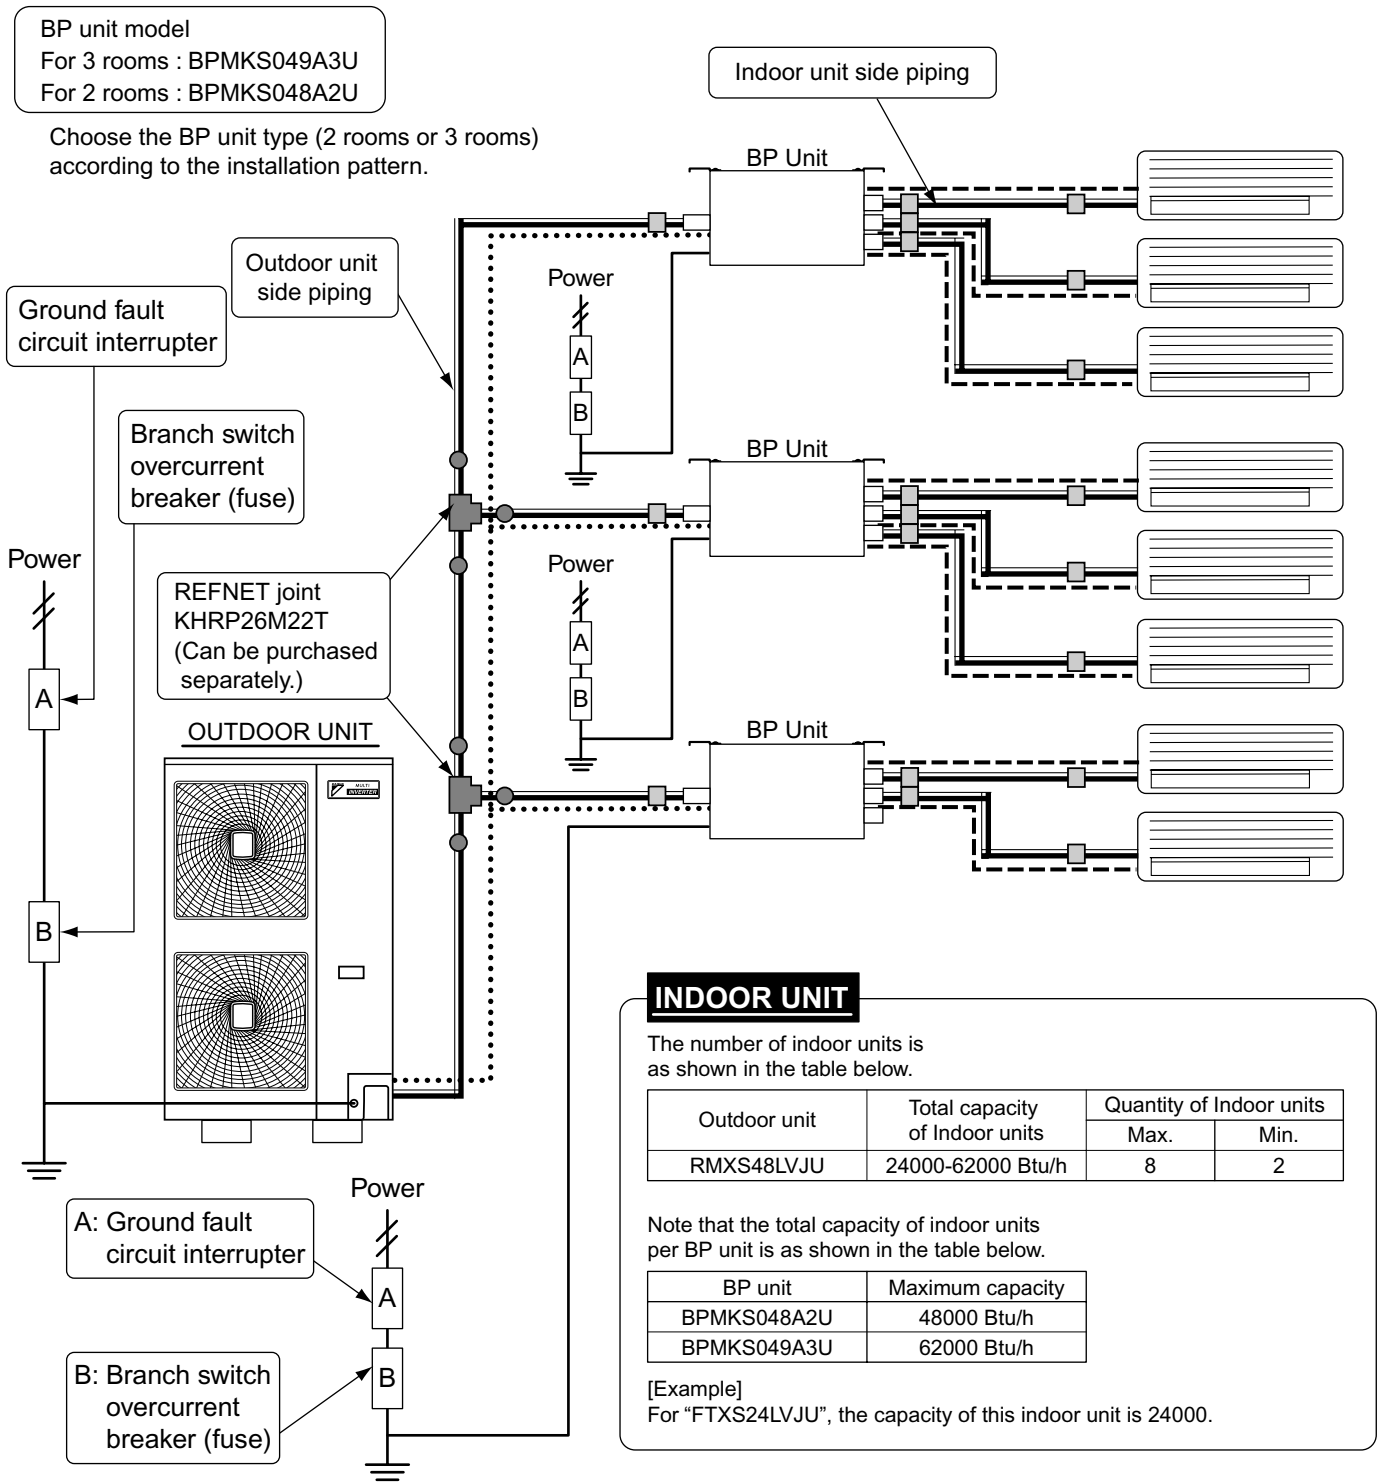 BP unit model
For 3 rooms : BPMKS049A3U
For 2 rooms : BPMKS048A2U
Choose the BP unit type (2 rooms or 3 rooms)
according to the installation pattern.
Indoor unit side piping
BP Unit
Outdoor unit
side piping
Power
A
B
Ground fault
circuit interrupter
Branch switch
overcurrent
breaker (fuse)
BP Unit
Power
A
B
Power
A
B
REFNET joint
KHRP26M22T
(Can be purchased
separately.)
OUTDOOR UNIT
MULTI
INVERTER
BP Unit
INDOOR UNIT
The number of indoor units is
as shown in the table below.
Outdoor unit
Total capacity
of Indoor units
Quantity of Indoor units
Max.
Min.
RMXS48LVJU
24000-62000 Btu/h
8
2
Note that the total capacity of indoor units
per BP unit is as shown in the table below.
BP unit
Maximum capacity
BPMKS048A2U
48000 Btu/h
BPMKS049A3U
62000 Btu/h
[Example]
For “FTXS24LVJU”, the capacity of this indoor unit is 24000.
Power
A: Ground fault
circuit interrupter
A
B: Branch switch
overcurrent
breaker (fuse)
B